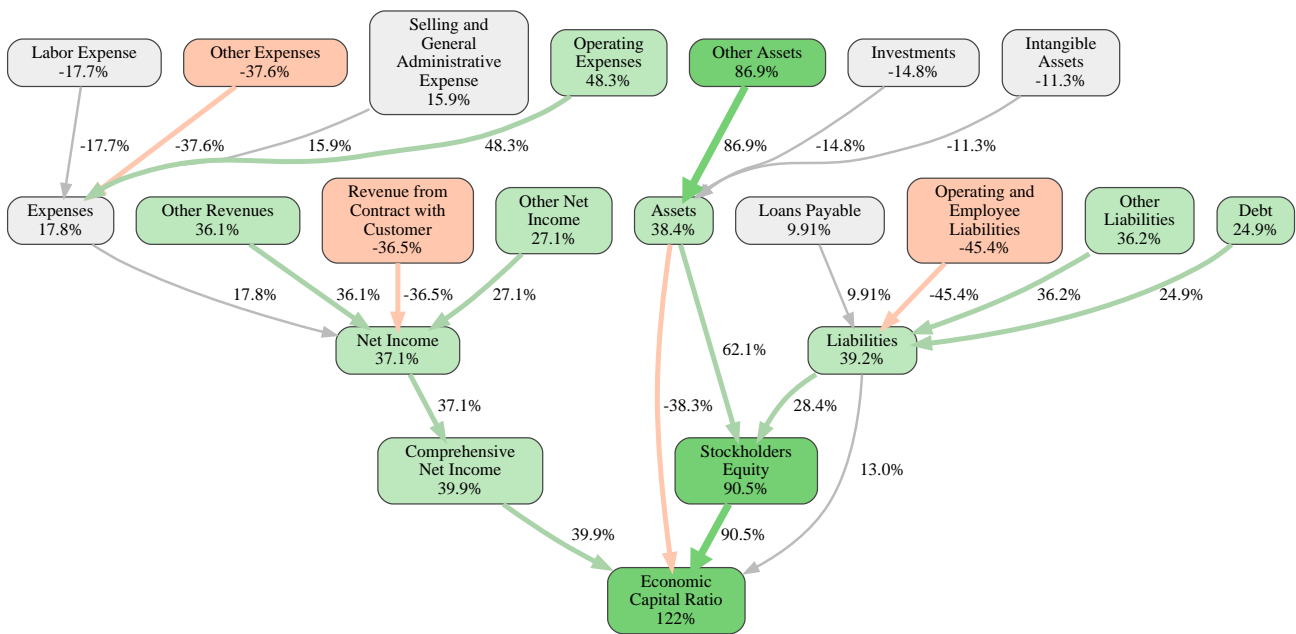 Labor Expense
-17.7%
Other Expenses
-37.6%
Selling and
General
Administrative
Expense
15.9%
Operating
Expenses
48.3%
Other Assets
86.9%
Investments
-14.8%
Intangible
Assets
-11.3%
-17.7%
-37.6%
15.9%
48.3%
86.9%
-14.8%
-11.3%
Expenses
17.8%
Other Revenues
36.1%
Revenue from
Contract with
Customer
-36.5%
Other Net
Income
27.1%
Assets
38.4%
Loans Payable
9.91%
Operating and
Employee
Liabilities
-45.4%
Other
Liabilities
36.2%
Debt
24.9%
17.8%
36.1%
-36.5%
27.1%
9.91%
-45.4%
36.2%
24.9%
Net Income
37.1%
62.1%
Liabilities
39.2%
37.1%
-38.3%
28.4%
Comprehensive
Net Income
39.9%
Stockholders
Equity
90.5%
13.0%
39.9%
90.5%
Economic
Capital Ratio
122%